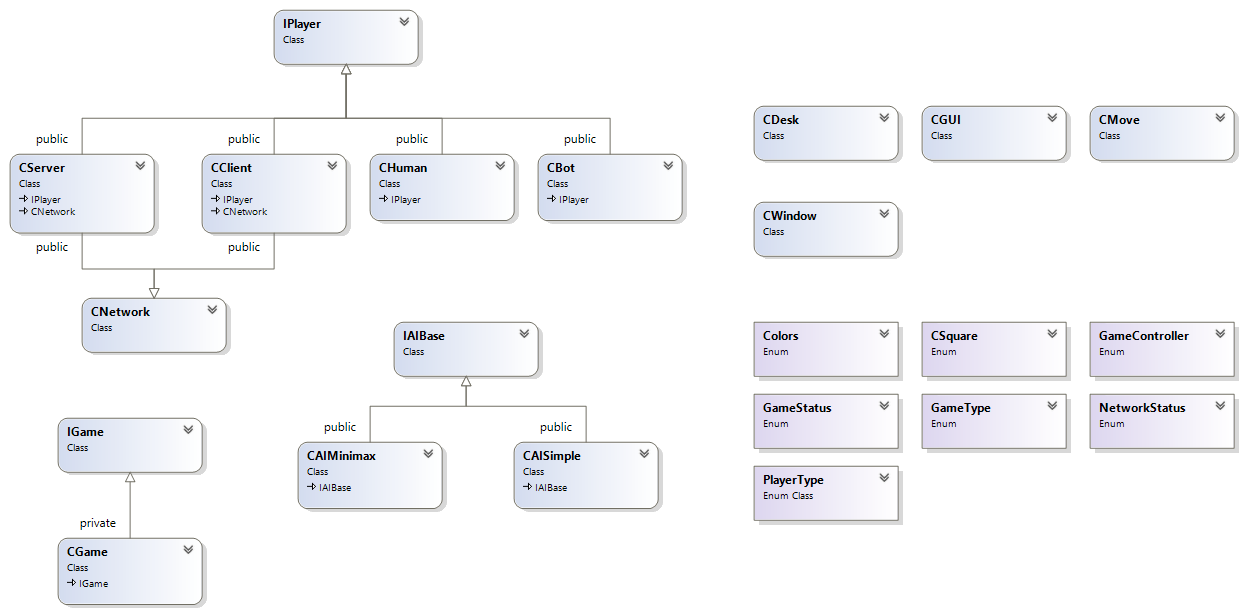 IPlayer
Class
public
public
public
public
CServer
Class
IPlayer
CNetwork
CClient
Class
IPlayer
CNetwork
CHuman
Class
IPlayer
CBot
Class
IPlayer
public
public
CNetwork
Class
IAIBase
Class
public
public
CAIMinimax
Class
IAIBase
CAISimple
Class
IAIBase
IGame
Class
private
CGame
Class
IGame
CDesk
Class
CGUI
Class
CMove
Class
CWindow
Class
Colors
Enum
CSquare
Enum
GameController
Enum
GameStatus
Enum
GameType
Enum
NetworkStatus
Enum
PlayerType
Enum Class